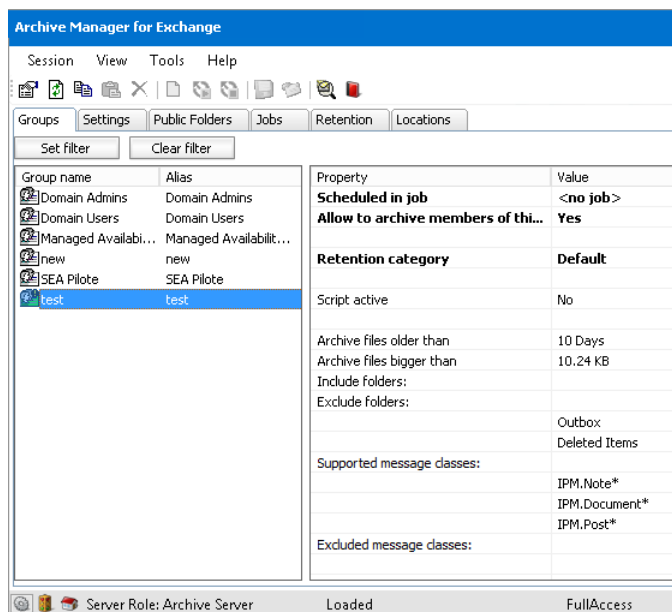 Archive Manager for Exchange
Session View Tools Help
Groups Settings Public Folders Jobs Retention Locations
Set filter Clear filter
Group name Alias Property Value
Domain Admins Domain Admins Scheduled in job <no job>
Domain Users Domain Users Allow to archive members of thi... Yes
Managed Availabi... Managed Availabilit...
new new Retention category Default
SEA Pilote SEA Pilote
test test Script active No
Archive files older than 10 Days
Archive files bigger than 10.24 KB
Include folders:
Exclude folders:
Outbox
Deleted Items
Supported message classes:
IPM.Note*
IPM.Document*
IPM.Post*
Excluded message classes:
Server Role: Archive Server Loaded FullAccess